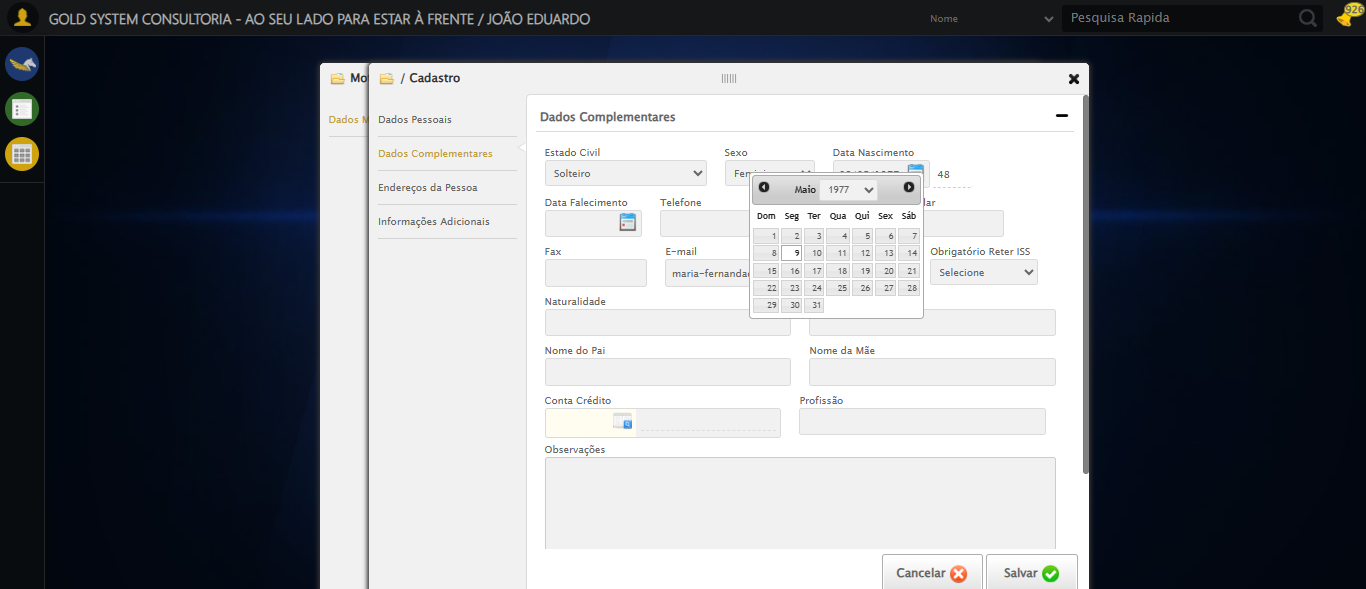 GOLD SYSTEM CONSULTORIA - AO SEU LADO PARA ESTAR À FRENTE / JOÃO EDUARDO
Nome
Pesquisa Rapida
926
/ Cadastro
Dados Pessoais
Dados Complementares
Endereços da Pessoa
Informações Adicionais
Dados Complementares
Estado Civil Sexo Data Nascimento
Solteiro 48
Maio 1977
Dom Seg Ter Qua Qui Sex Sáb
1 2 3 4 5 6 7
8 9 10 11 12 13 14
15 16 17 18 19 20 21
22 23 24 25 26 27 28
29 30 31
Data Falecimento Telefone
Fax E-mail Obrigatório Reter ISS
Selecione
Naturalidade
Nome do Pai Nome da Mãe
Conta Crédito Profissão
Observações
Cancelar Salvar